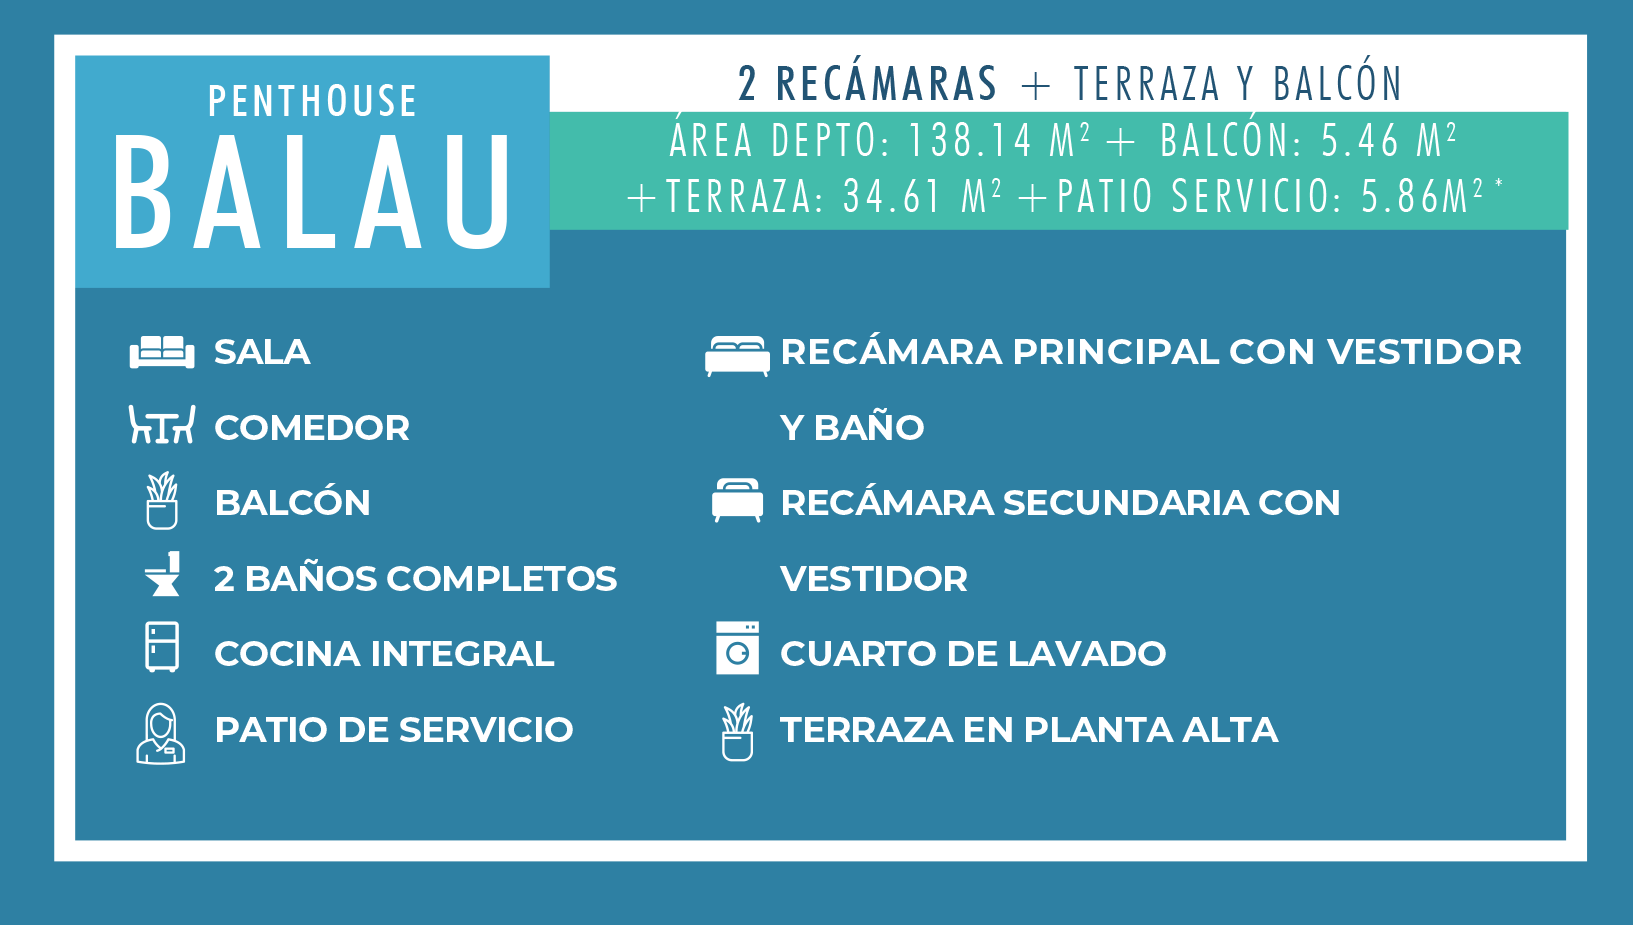 PENTHOUSE
BALAU
2 RECÁMARAS + TERRAZA Y BALCÓN
ÁREA DEPTO: 138.14 M² + BALCÓN: 5.46 M²
+TERRAZA: 34.61 M² +PATIO SERVICIO: 5.86M² *
SALA
COMEDOR
BALCÓN
2 BAÑOS COMPLETOS
COCINA INTEGRAL
PATIO DE SERVICIO
RECÁMARA PRINCIPAL CON VESTIDOR
Y BAÑO
RECÁMARA SECUNDARIA CON
VESTIDOR
CUARTO DE LAVADO
TERRAZA EN PLANTA ALTA